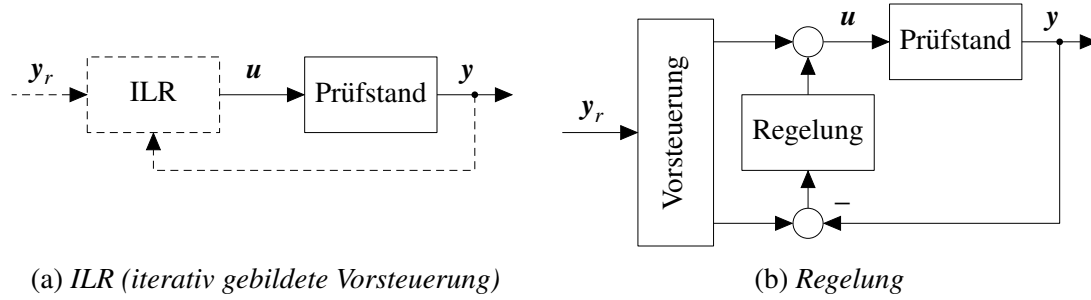 y_r
ILR
u
Prüfstand
y
(a) ILR (iterativ gebildete Vorsteuerung)
y_r
Vorsteuerung
Regelung
u
Prüfstand
y
−
(b) Regelung